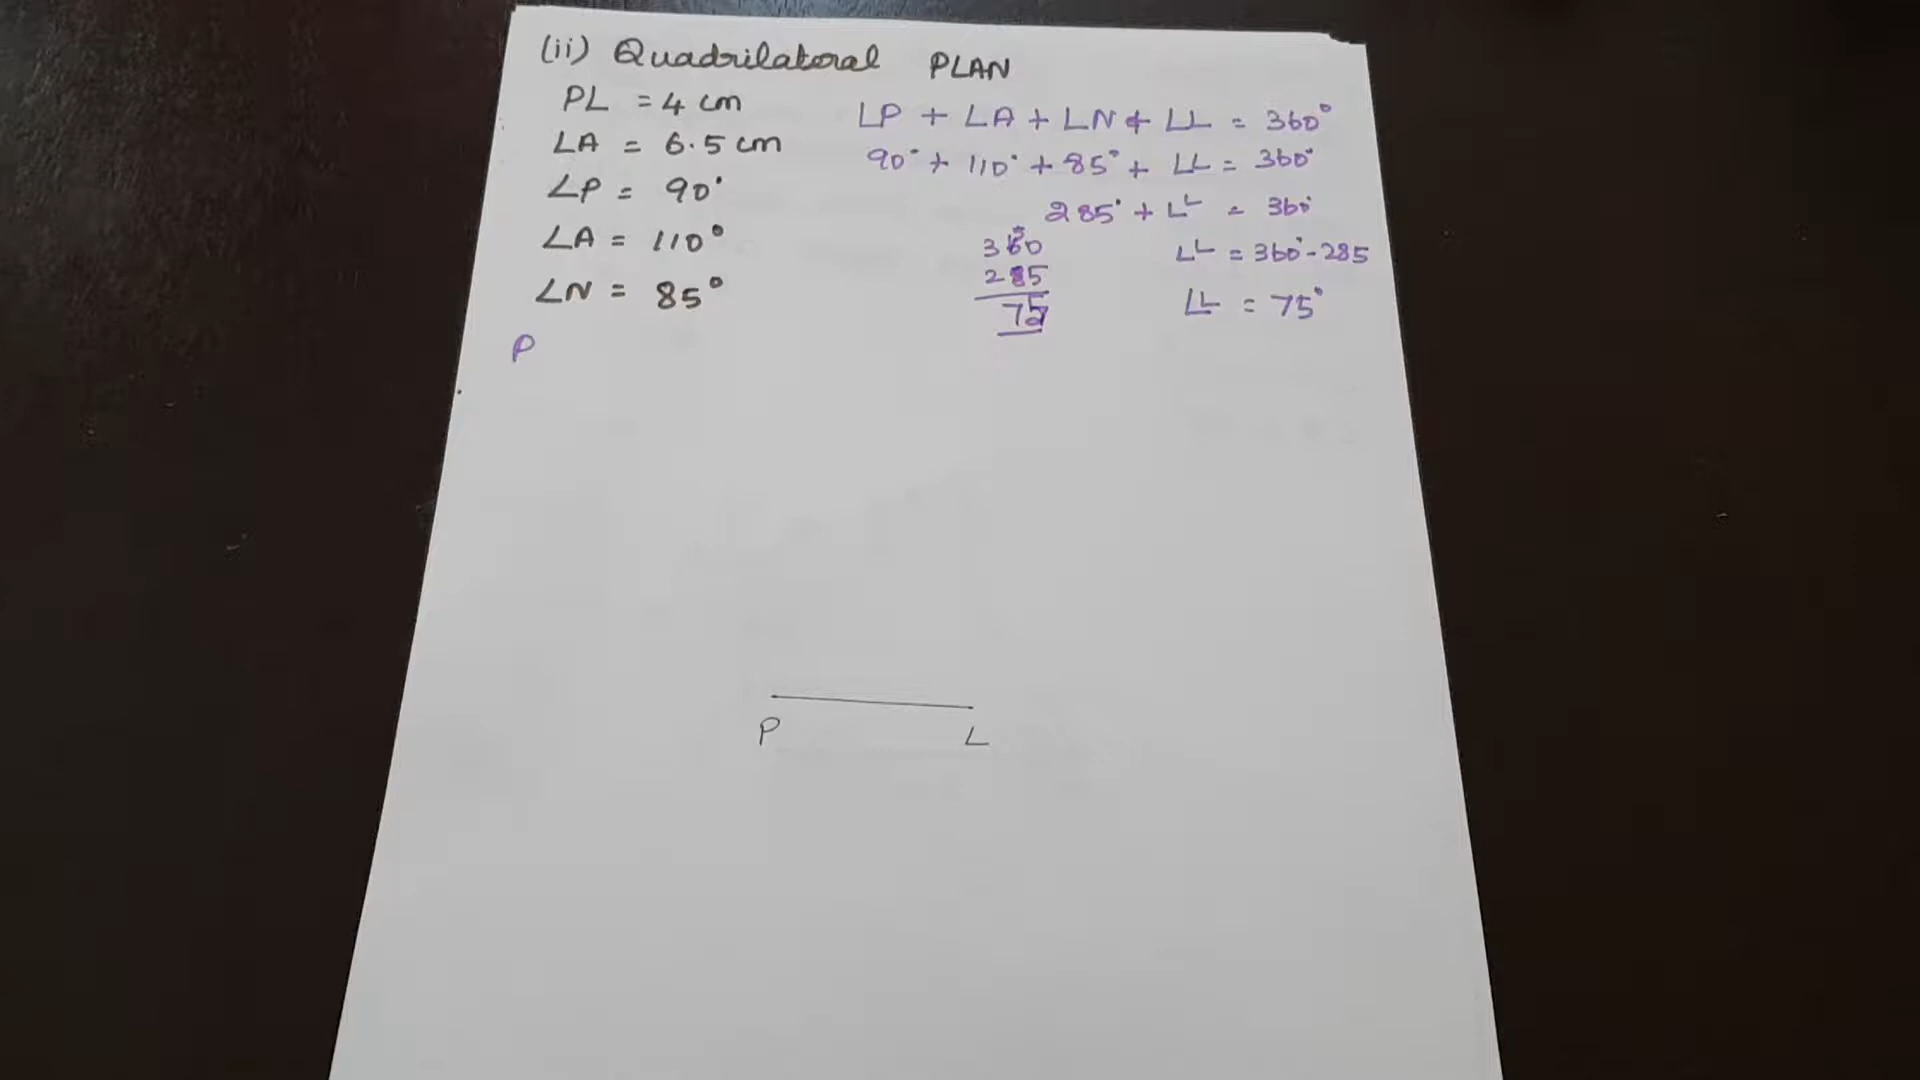 (ii) Quadrilateral PLAN
PL = 4 cm
LA = 6.5 cm
∠P = 90°
∠A = 110°
∠N = 85°
P
∠P + ∠A + ∠N + ∠L = 360°
90° + 110° + 85° + ∠L = 360°
285° + ∠L = 360°
∠L = 360° - 285
∠L = 75°
360
285
75
P L